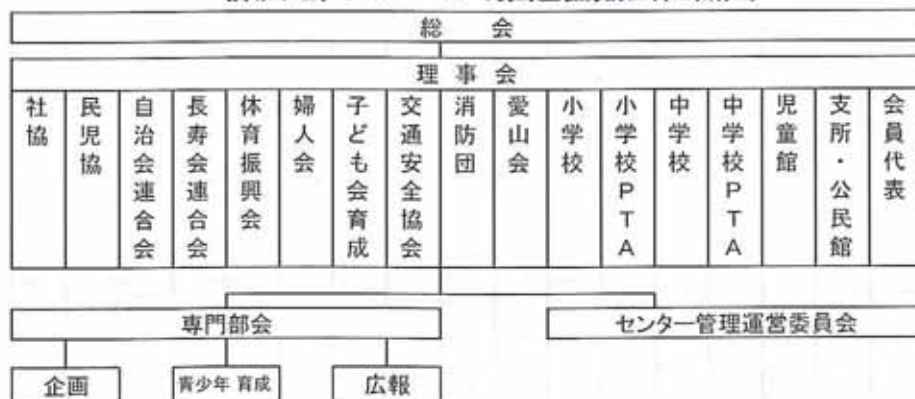 総会
理事会
社協
民児協
自治会連合会
長寿会連合会
体育振興会
婦人会
子ども会育成
交通安全協会
消防団
愛山会
小学校
小学校PTA
中学校
中学校PTA
児童館
支所・公民館
会員代表
専門部会
センター管理運営委員会
企画
青少年 育成
広報